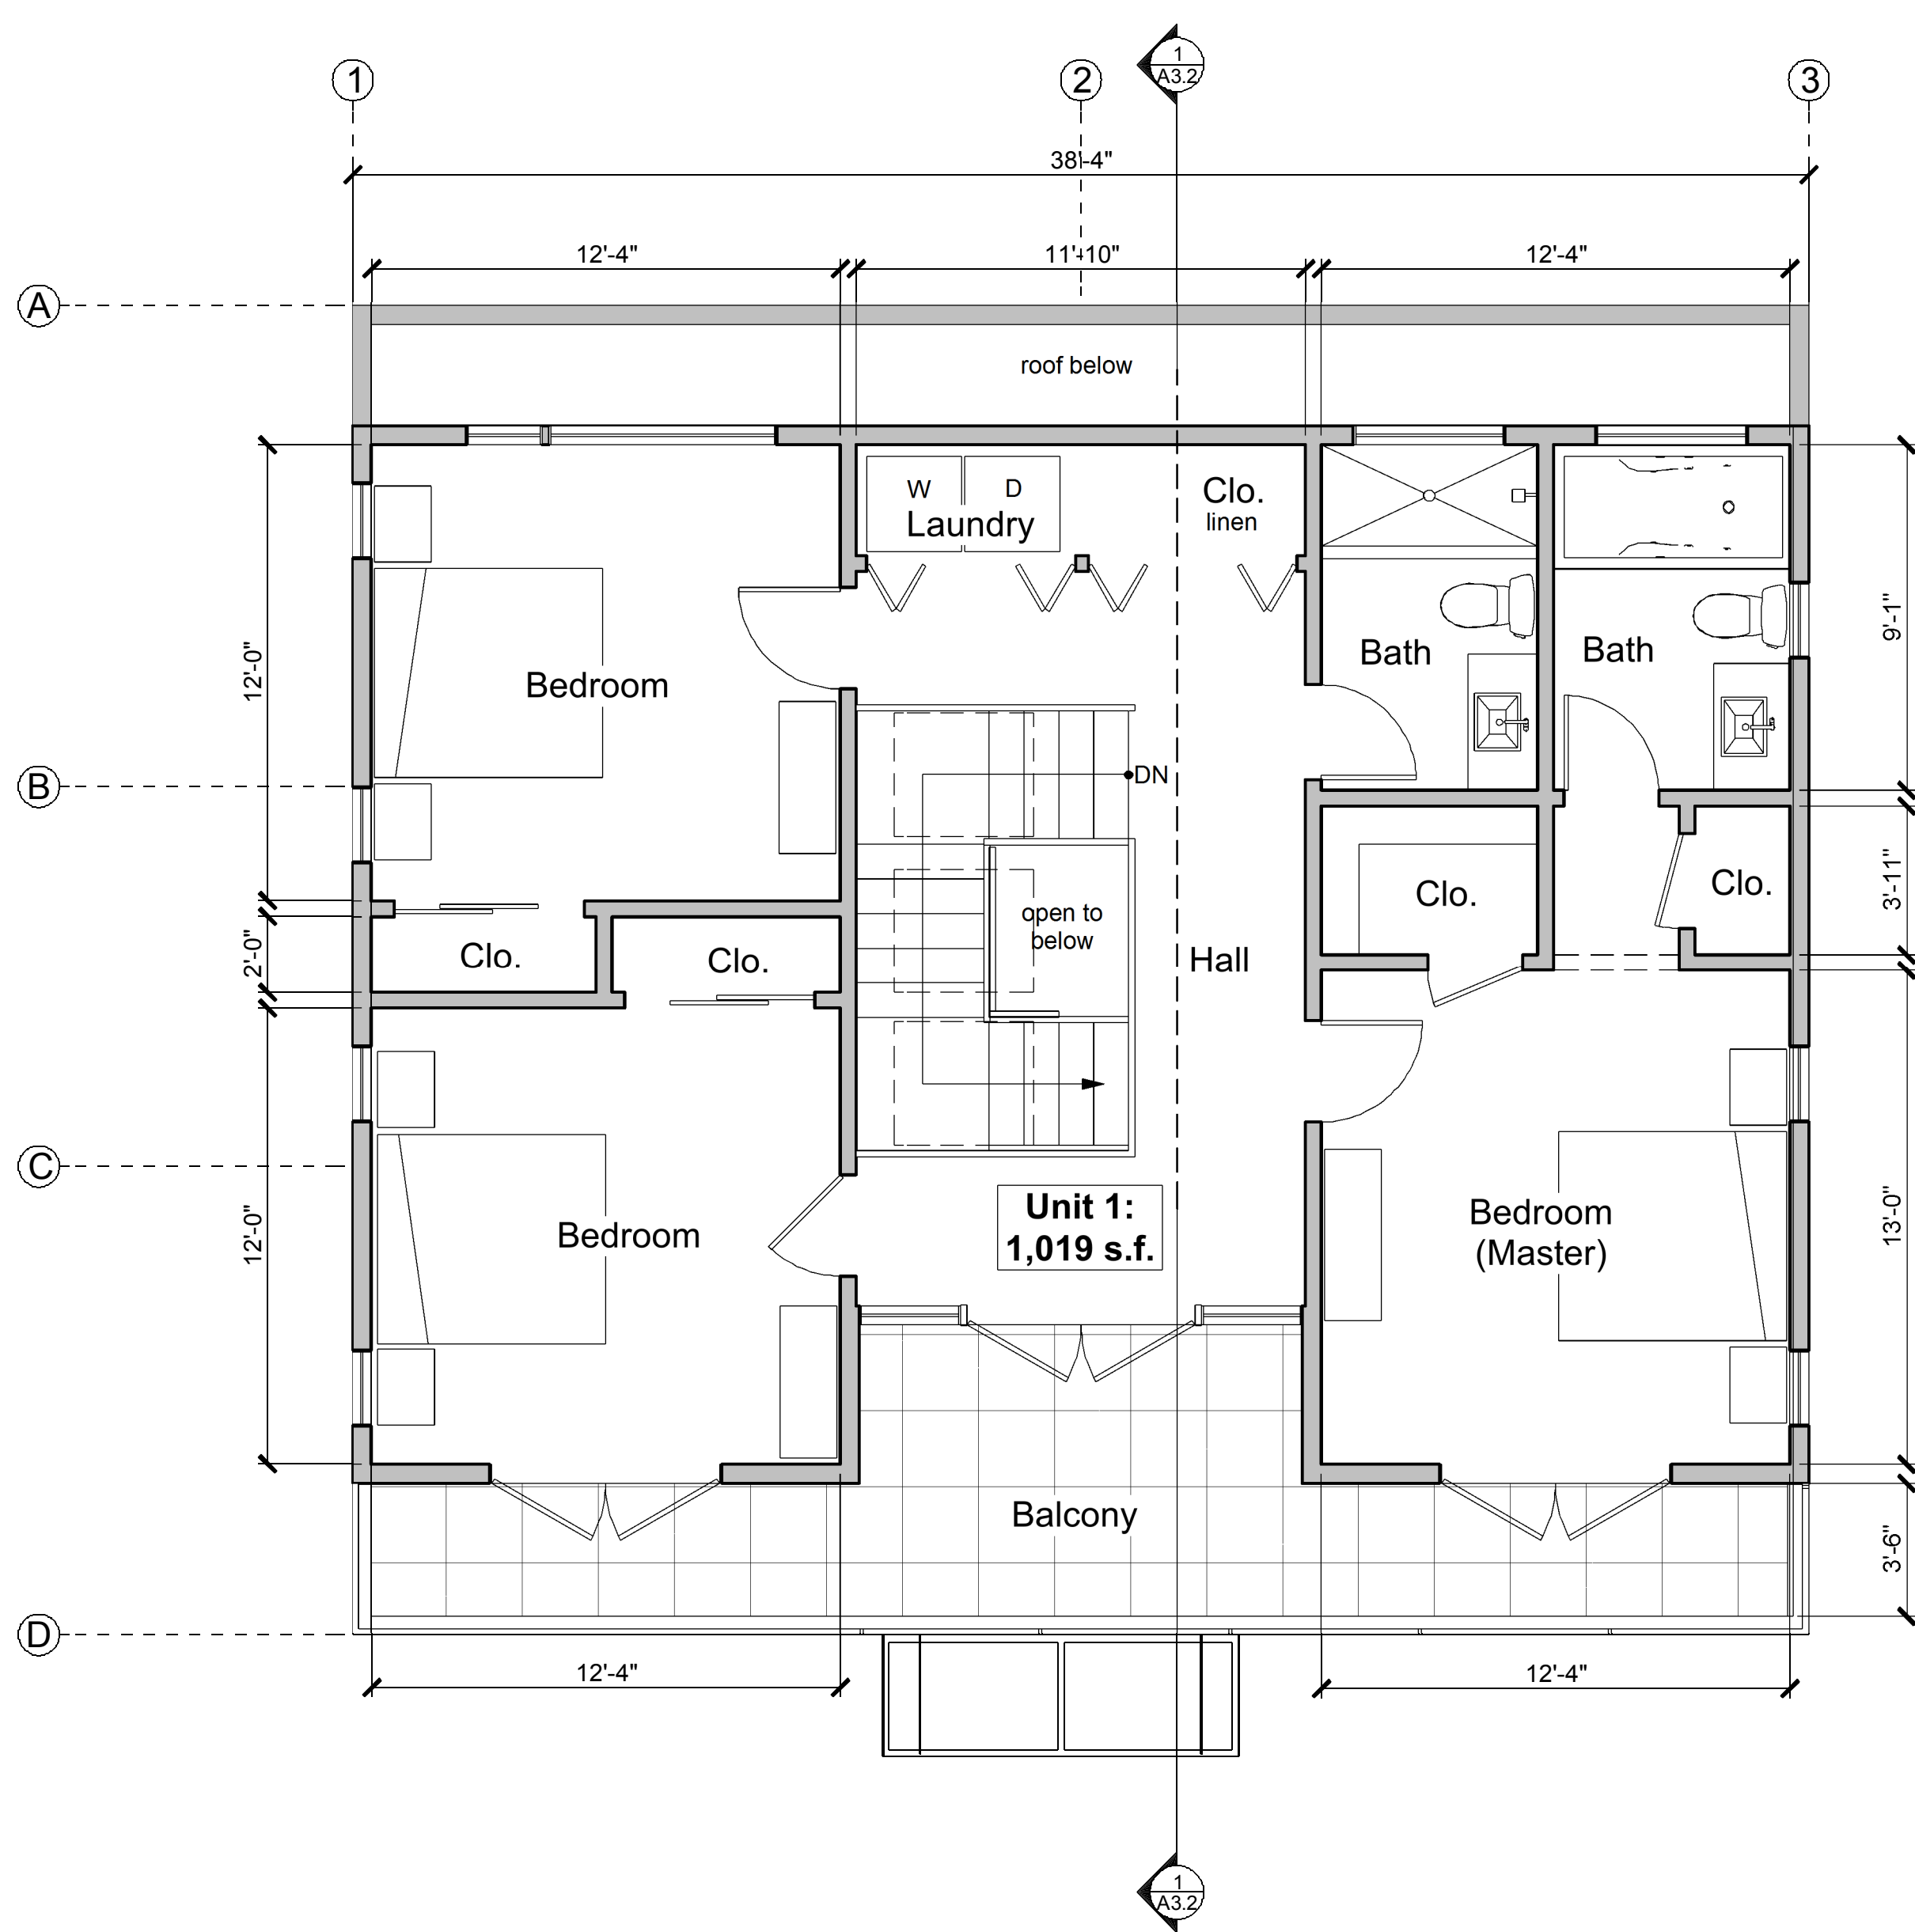 1
A3.2
1
2
3
38'-4"
12'-4"
11'-10"
12'-4"
A
roof below
W
D
Laundry
Clo.
linen
9'-1"
12'-0"
Bedroom
Bath
Bath
B
DN
Clo.
Clo.
3'-11"
open to
below
2'-0"
Clo.
Clo.
Hall
C
Unit 1:
1,019 s.f.
Bedroom
(Master)
13'-0"
12'-0"
Bedroom
Balcony
3'-6"
D
12'-4"
12'-4"
1
A3.2